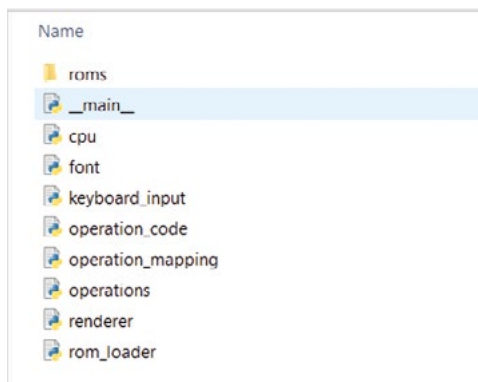 Name
roms
__main__
cpu
font
keyboard_input
operation_code
operation_mapping
operations
renderer
rom_loader